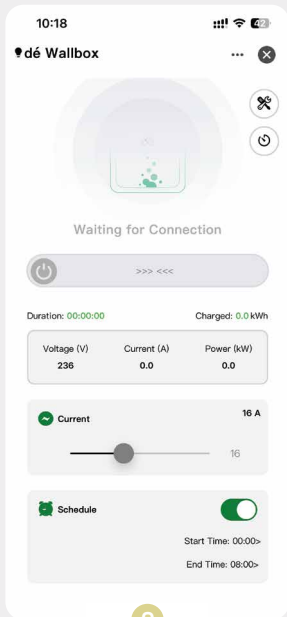 10:18
42
dé Wallbox
Waiting for Connection
>>> <<<
Duration: 00:00:00 Charged: 0.0 kWh
Voltage (V) Current (A) Power (kW)
236 0.0 0.0
Current 16 A
16
Schedule
Start Time: 00:00>
End Time: 08:00>